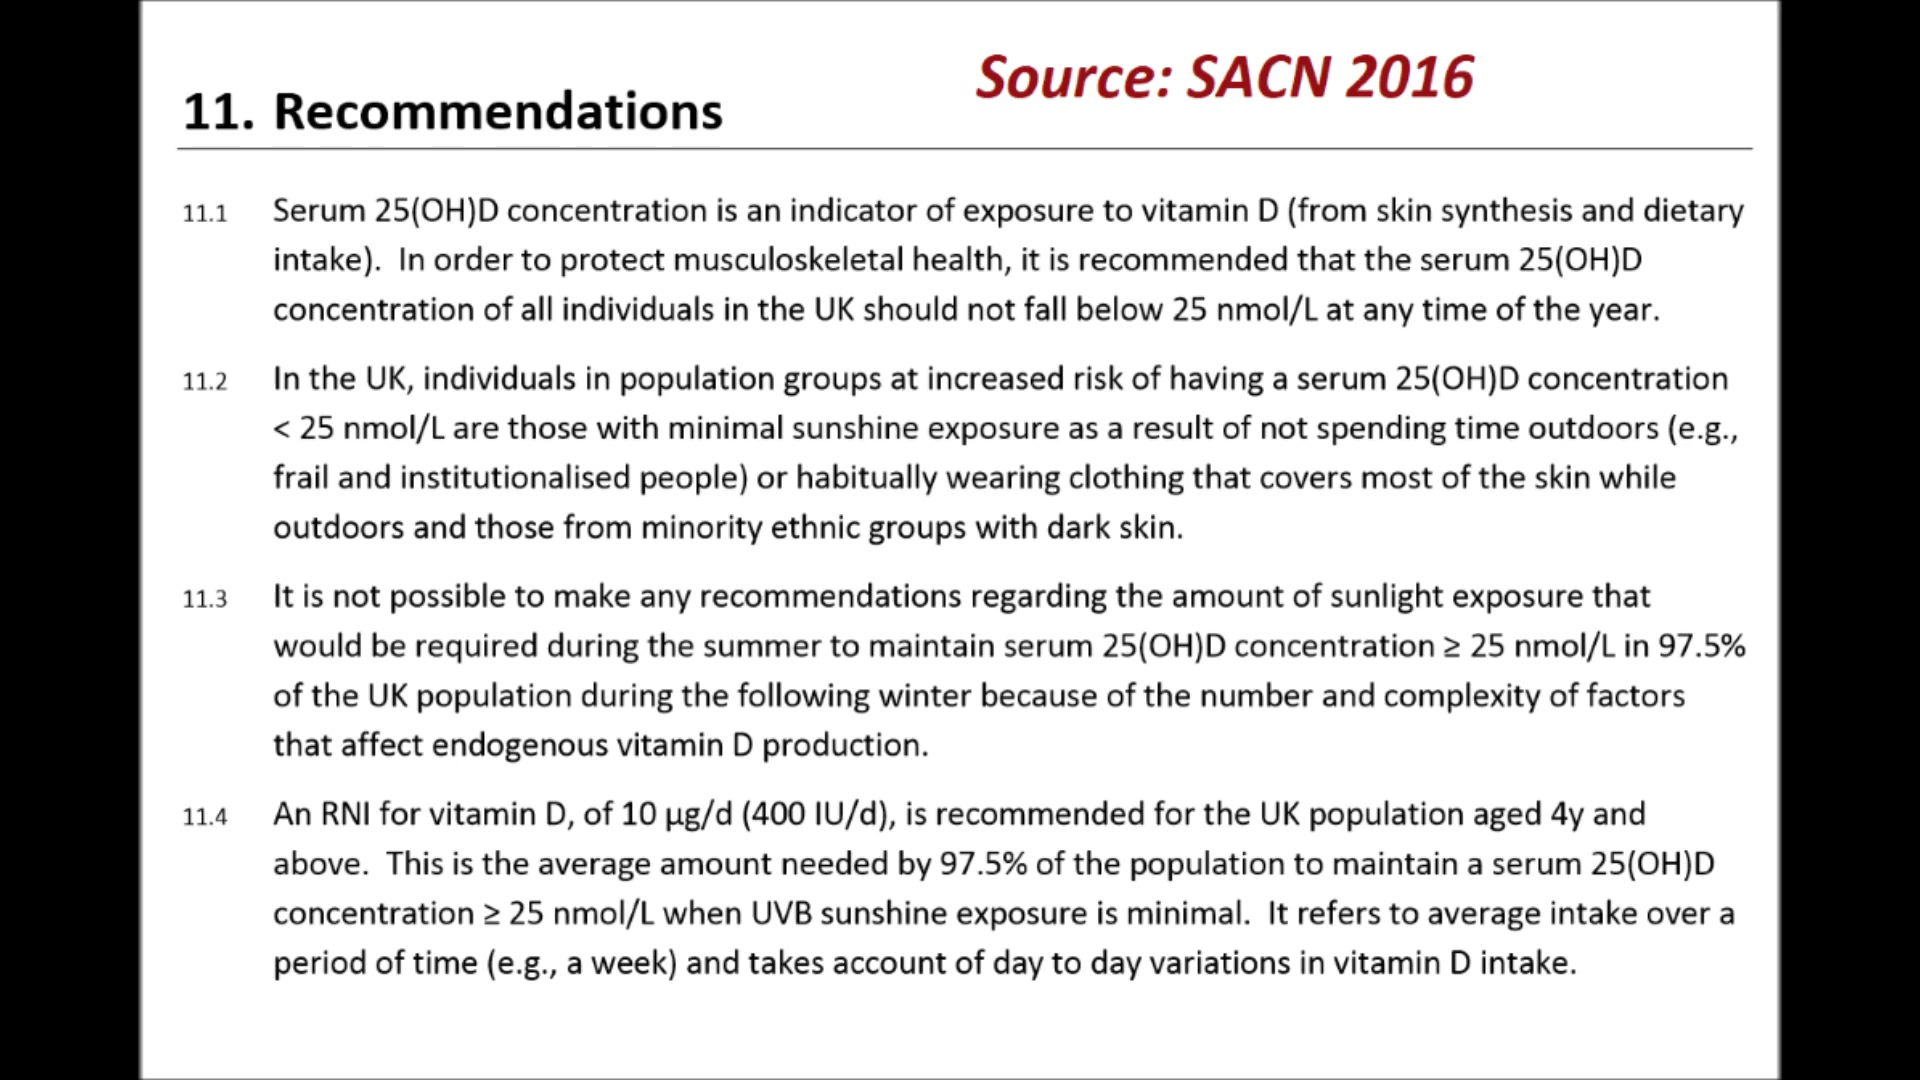 Source: SACN 2016
11. Recommendations
11.1 Serum 25(OH)D concentration is an indicator of exposure to vitamin D (from skin synthesis and dietary
intake). In order to protect musculoskeletal health, it is recommended that the serum 25(OH)D
concentration of all individuals in the UK should not fall below 25 nmol/L at any time of the year.
11.2 In the UK, individuals in population groups at increased risk of having a serum 25(OH)D concentration
< 25 nmol/L are those with minimal sunshine exposure as a result of not spending time outdoors (e.g.,
frail and institutionalised people) or habitually wearing clothing that covers most of the skin while
outdoors and those from minority ethnic groups with dark skin.
11.3 It is not possible to make any recommendations regarding the amount of sunlight exposure that
would be required during the summer to maintain serum 25(OH)D concentration ≥ 25 nmol/L in 97.5%
of the UK population during the following winter because of the number and complexity of factors
that affect endogenous vitamin D production.
11.4 An RNI for vitamin D, of 10 µg/d (400 IU/d), is recommended for the UK population aged 4y and
above. This is the average amount needed by 97.5% of the population to maintain a serum 25(OH)D
concentration ≥ 25 nmol/L when UVB sunshine exposure is minimal. It refers to average intake over a
period of time (e.g., a week) and takes account of day to day variations in vitamin D intake.